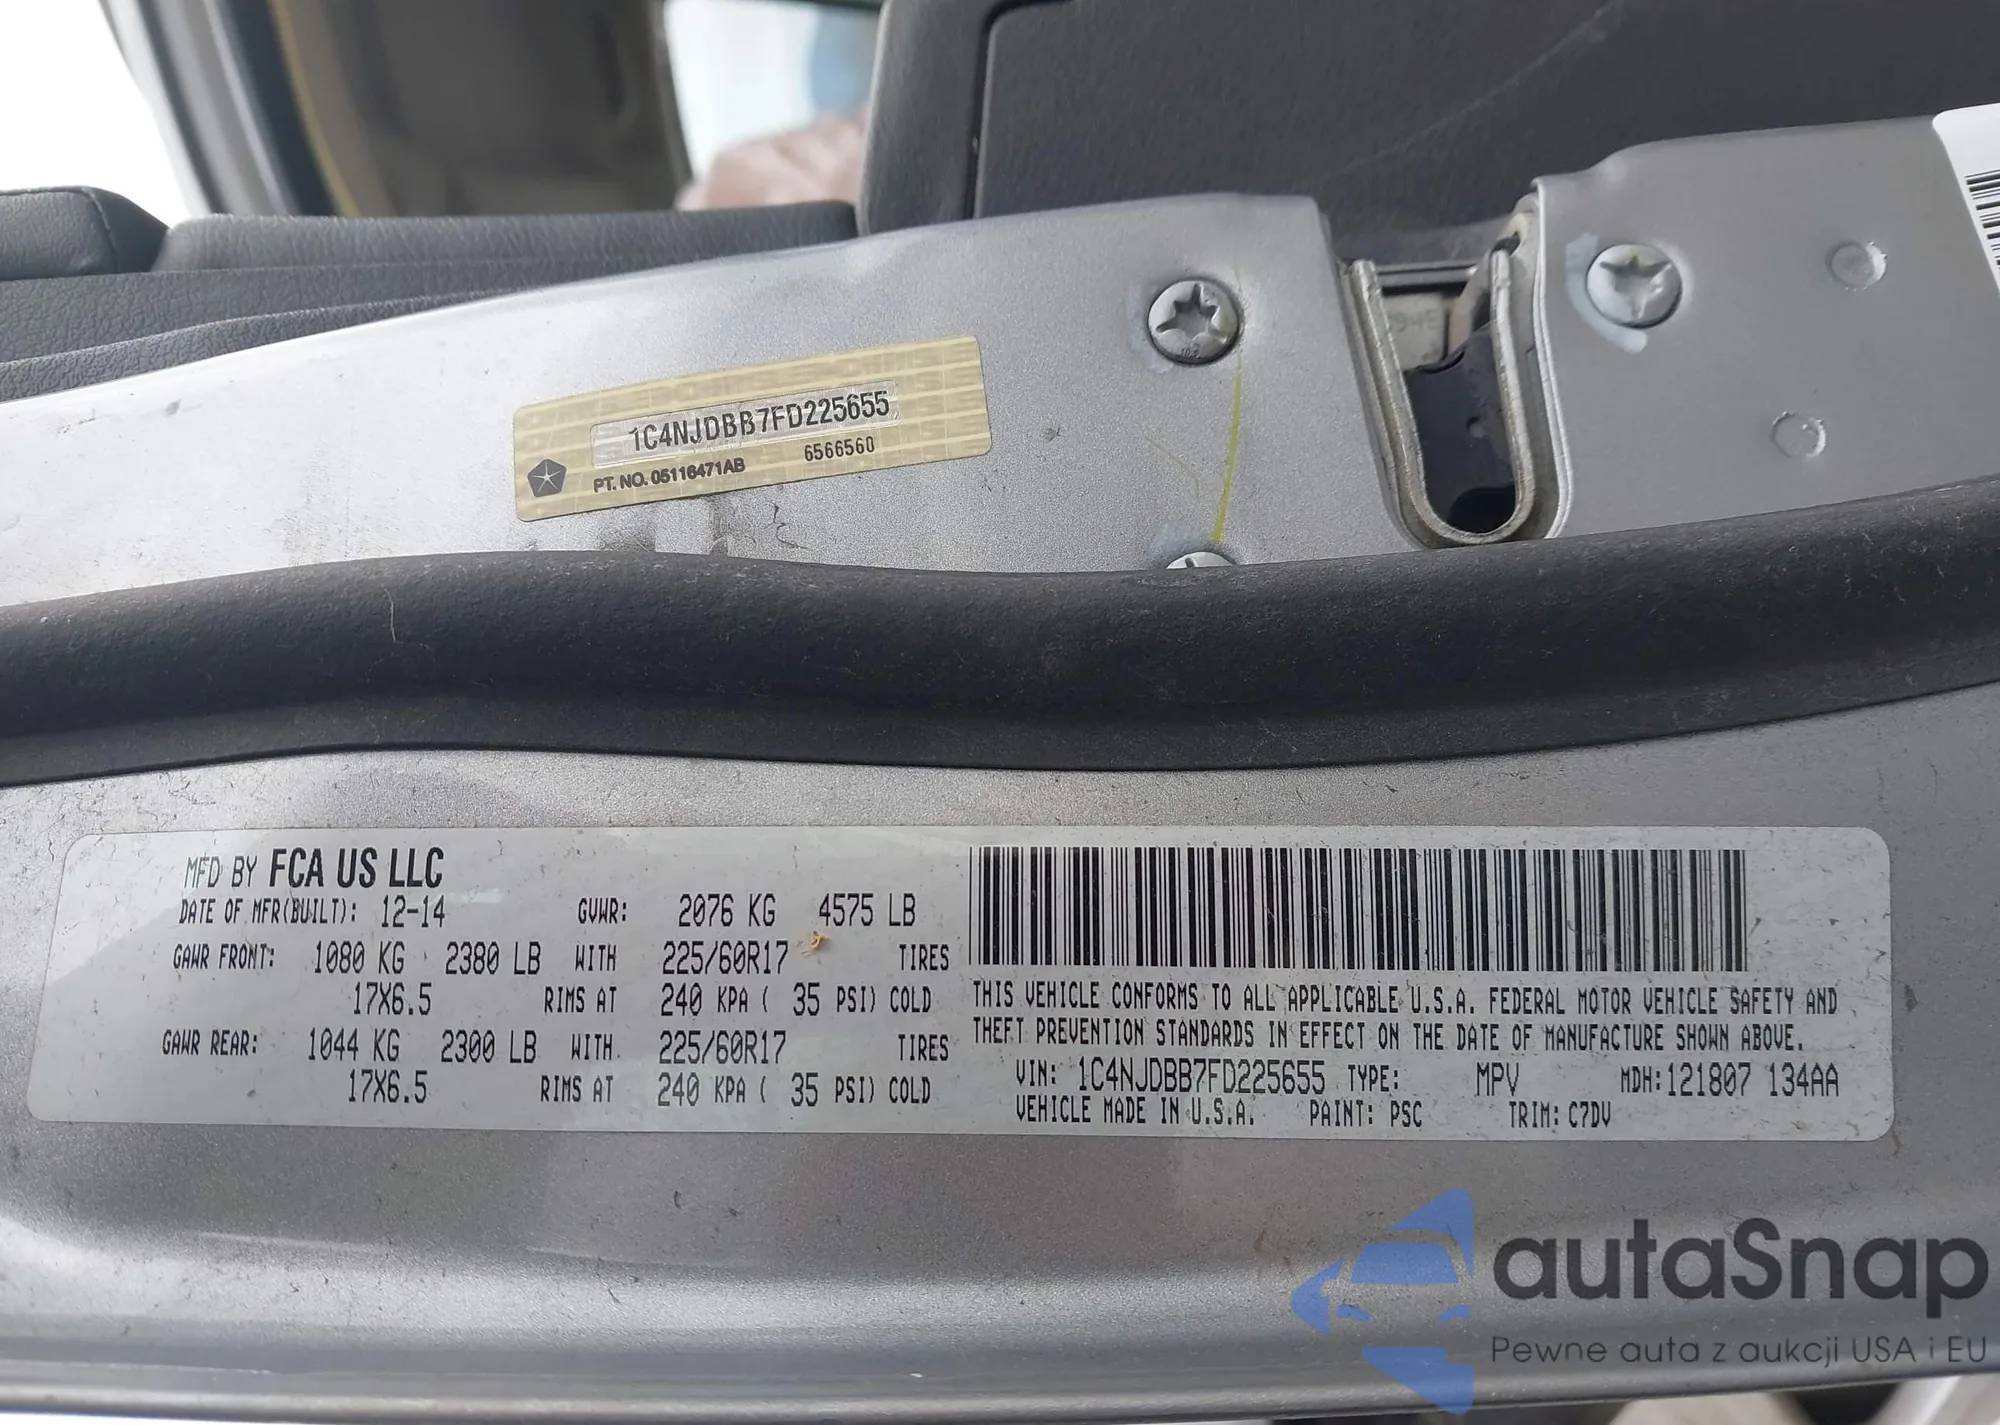 1C4NJDBB7FD225655
PT. NO. 05116471AB 6566560
MFD BY FCA US LLC
DATE OF MFR(BUILT): 12-14 GVWR: 2076 KG 4575 LB
GAWR FRONT: 1080 KG 2380 LB WITH 225/60R17 TIRES
17X6.5 RIMS AT 240 KPA ( 35 PSI) COLD
GAWR REAR: 1044 KG 2300 LB WITH. 225/60R17 TIRES
17X6.5 RIMS AT 240 KPA ( 35 PSI) COLD
THIS VEHICLE CONFORMS TO ALL APPLICABLE U.S.A. FEDERAL MOTOR VEHICLE SAFETY AND
THEFT PREVENTION STANDARDS IN EFFECT ON THE DATE OF MANUFACTURE SHOWN ABOVE.
VIN: 1C4NJDBB7FD225655 TYPE: MPV MDH:121807 134AA
VEHICLE MADE IN U.S.A. PAINT: PSC TRIM: C7DV
autaSnap
Pewne auta z aukcji USA i EU